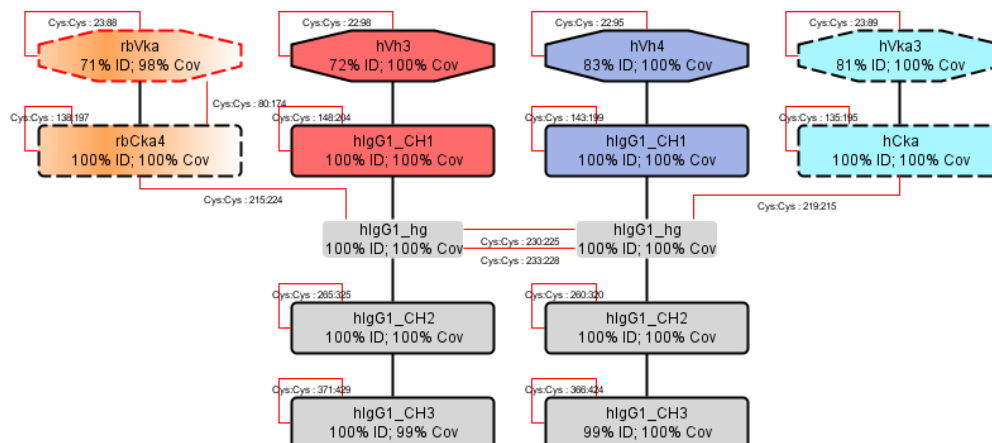 Cys:Cys : 23:88
Cys:Cys : 22:98
Cys:Cys : 22:95
Cys:Cys : 23:89
rbVka
71% ID; 98% Cov
hVh3
72% ID; 100% Cov
hVh4
83% ID; 100% Cov
hVka3
81% ID; 100% Cov
Cys:Cys : 80:174
Cys:Cys : 138:197
Cys:Cys : 148:204
Cys:Cys : 143:199
Cys:Cys : 135:195
rbCka4
100% ID; 100% Cov
hIgG1_CH1
100% ID; 100% Cov
hIgG1_CH1
100% ID; 100% Cov
hCka
100% ID; 100% Cov
Cys:Cys : 215:224
Cys:Cys : 219:215
hIgG1_hg
100% ID; 100% Cov
hIgG1_hg
100% ID; 100% Cov
Cys:Cys : 230:225
Cys:Cys : 233:228
Cys:Cys : 265:325
Cys:Cys : 260:320
hIgG1_CH2
100% ID; 100% Cov
hIgG1_CH2
100% ID; 100% Cov
Cys:Cys : 371:429
Cys:Cys : 366:424
hIgG1_CH3
100% ID; 99% Cov
hIgG1_CH3
99% ID; 100% Cov